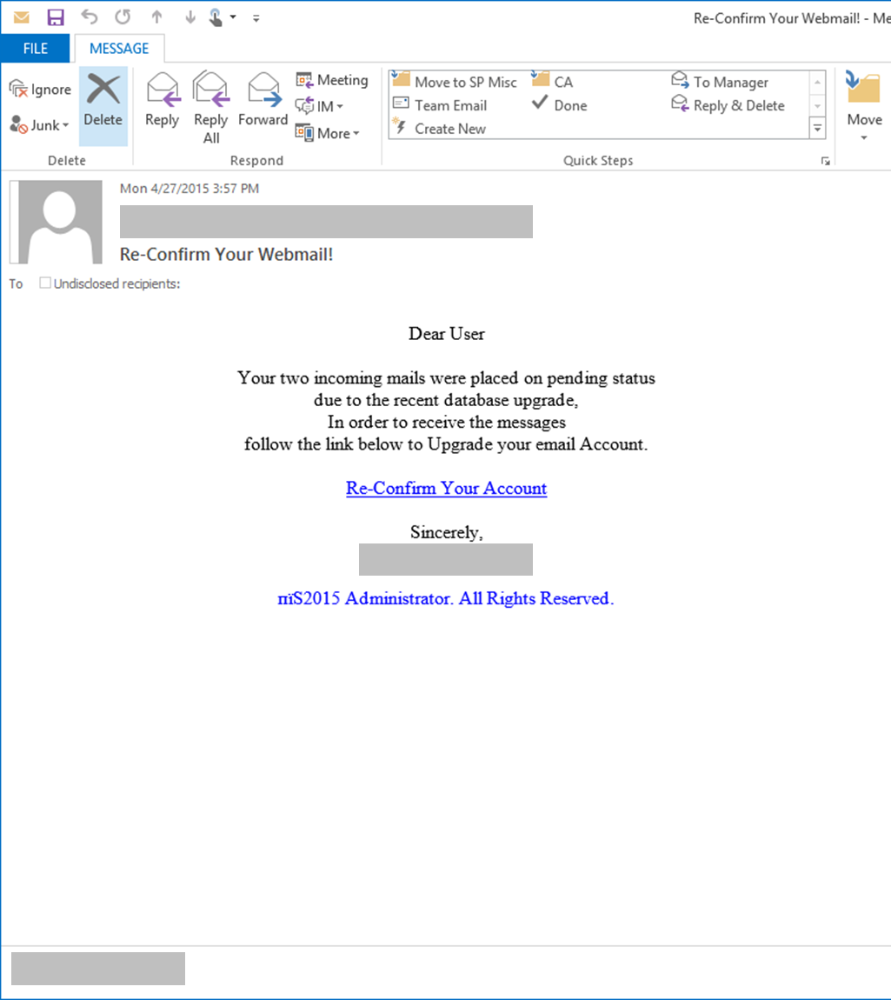 Re-Confirm Your Webmail! - Me
FILE
MESSAGE
Ignore
Junk
Delete
Reply
Reply All
Forward
Meeting
IM
More
Move to SP Misc
Team Email
Create New
CA
Done
To Manager
Reply & Delete
Move
Delete
Respond
Quick Steps
Mon 4/27/2015 3:57 PM
Re-Confirm Your Webmail!
To Undisclosed recipients:
Dear User
Your two incoming mails were placed on pending status
due to the recent database upgrade,
In order to receive the messages
follow the link below to Upgrade your email Account.
Re-Confirm Your Account
Sincerely,
пїЅ2015 Administrator. All Rights Reserved.